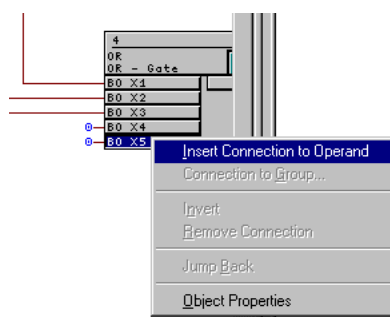 4
OR
OR - Gate
BO X1
BO X2
BO X3
0 BO X4
0 BO X5
Insert Connection to Operand
Connection to Group...
Invert
Remove Connection
Jump Back
Object Properties